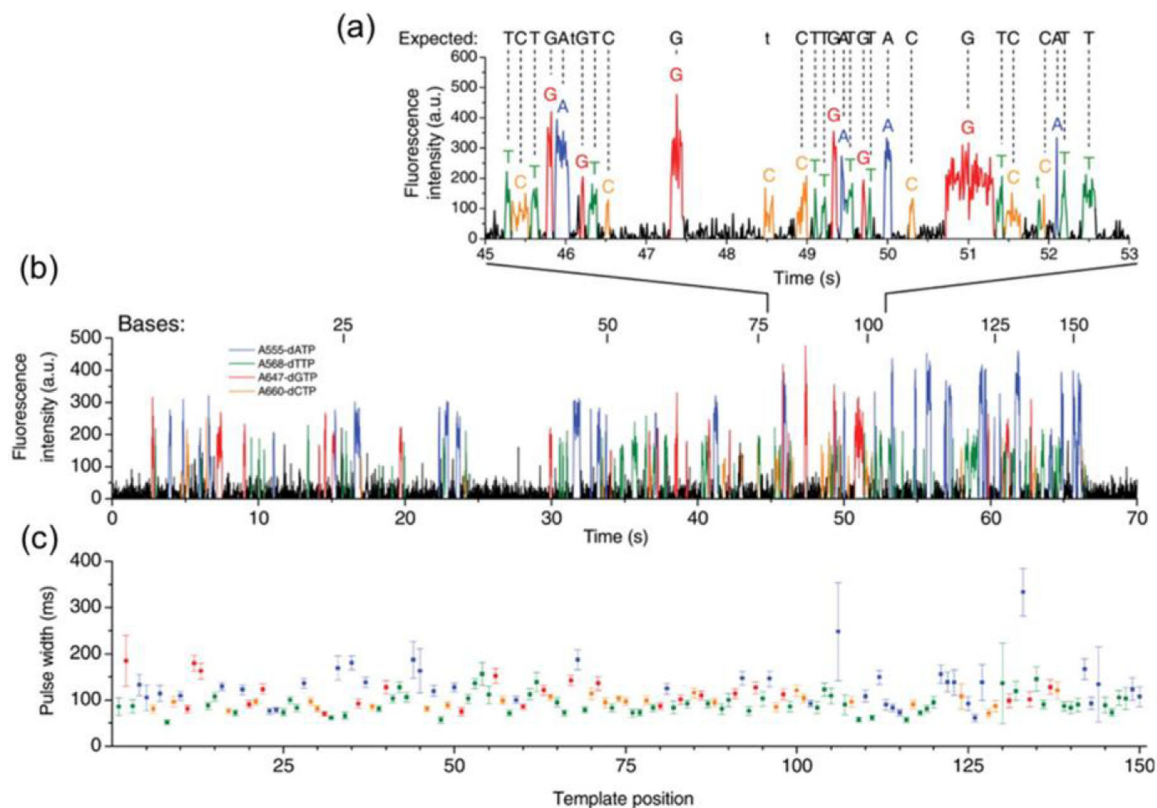 (a)
Expected: T C T G A t G T C G t C T T G A T G T A C G T C C A T T
600
500
400
300
200
100
0
Fluorescence
intensity (a.u.)
T C T G A G T C G C C T T G A T G T A C G T C t C A T T
45 46 47 48 49 50 51 52 53
Time (s)
(b)
Bases: 25 50 75 100 125 150
500
400
300
200
100
0
Fluorescence
intensity (a.u.)
A555-dATP
A568-dTTP
A647-dGTP
A660-dCTP
0 10 20 30 40 50 60 70
Time (s)
(c)
400
300
200
100
0
Pulse width (ms)
25 50 75 100 125 150
Template position